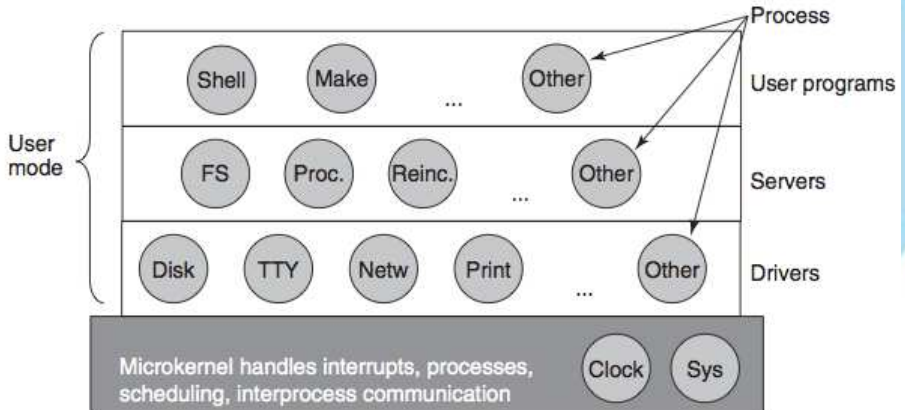 Process
Shell
Make
...
Other
User programs
User
mode
FS
Proc.
Reinc.
...
Other
Servers
Disk
TTY
Netw
Print
...
Other
Drivers
Microkernel handles interrupts, processes,
scheduling, interprocess communication
Clock
Sys